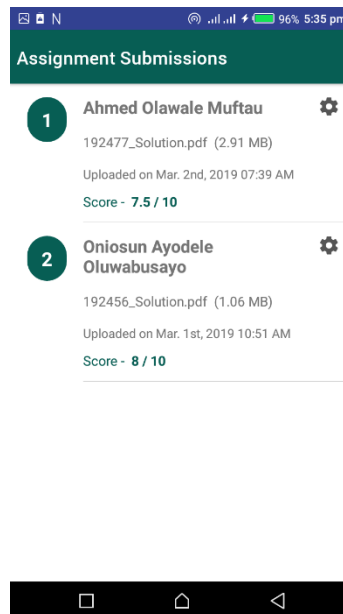 N 96% 5:35 pm
Assignment Submissions
1 Ahmed Olawale Muftau
192477_Solution.pdf (2.91 MB)
Uploaded on Mar. 2nd, 2019 07:39 AM
Score - 7.5 / 10
2 Oniosun Ayodele
Oluwabusayo
192456_Solution.pdf (1.06 MB)
Uploaded on Mar. 1st, 2019 10:51 AM
Score - 8 / 10